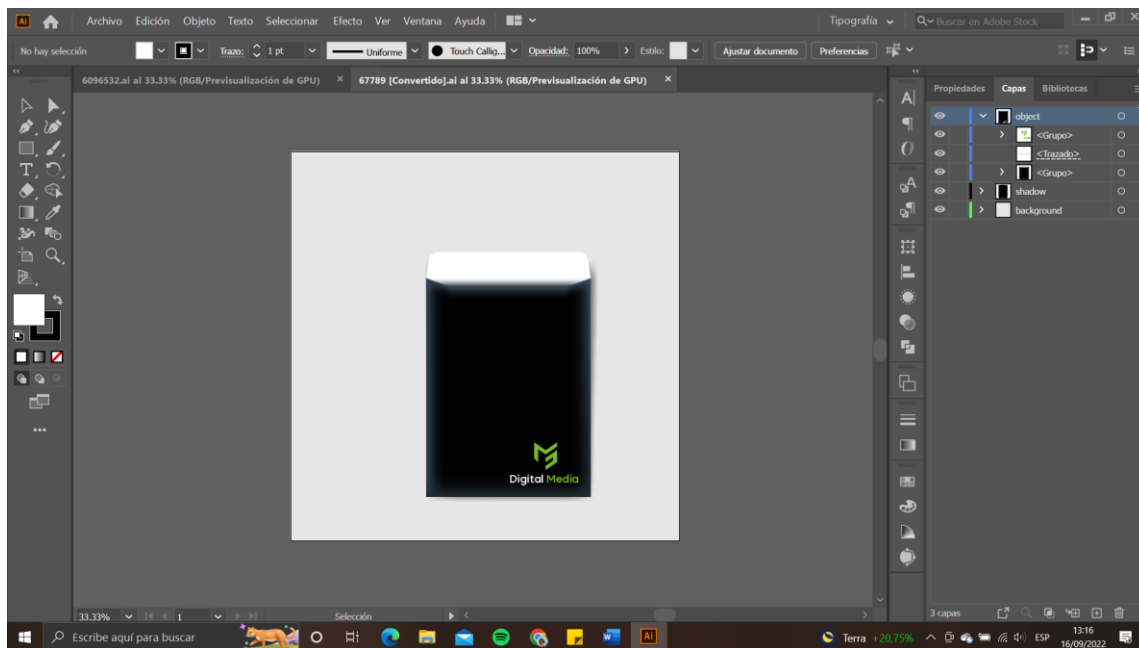 Ai Archivo Edición Objeto Texto Seleccionar Efecto Ver Ventana Ayuda Tipografía Buscar en Adobe Stock
No hay selección Trazo: 1 pt Uniforme Touch Callig... Opacidad: 100% Estilo: Ajustar documento Preferencias
6096532.ai al 33.33% (RGB/Previsualización de GPU) × 67789 [Convertido].ai al 33.33% (RGB/Previsualización de GPU) ×
Propiedades Capas Bibliotecas
object
<Grupo>
<Trazado>
<Grupo>
shadow
background
Digital Media
33.33% 1 Selección 3 capas
Escribe aquí para buscar Ai Terra +20,75% ESP 13:16
16/09/2022